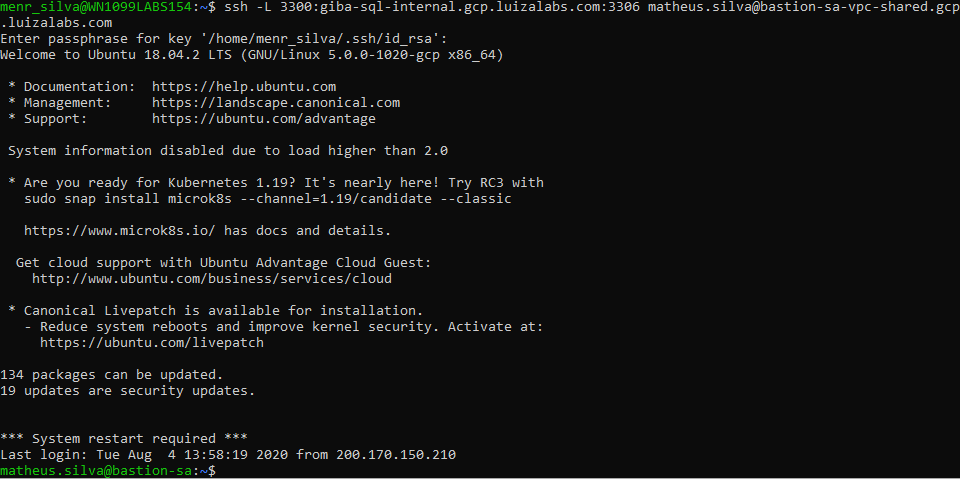 menr_silva@WN1099LABS154:~$ ssh -L 3300:giba-sql-internal.gcp.luizalabs.com:3306 matheus.silva@bastion-sa-vpc-shared.gcp
.luizalabs.com
Enter passphrase for key '/home/menr_silva/.ssh/id_rsa':
Welcome to Ubuntu 18.04.2 LTS (GNU/Linux 5.0.0-1020-gcp x86_64)

 * Documentation:  https://help.ubuntu.com
 * Management:     https://landscape.canonical.com
 * Support:        https://ubuntu.com/advantage

 System information disabled due to load higher than 2.0

 * Are you ready for Kubernetes 1.19? It's nearly here! Try RC3 with
   sudo snap install microk8s --channel=1.19/candidate --classic

   https://www.microk8s.io/ has docs and details.

  Get cloud support with Ubuntu Advantage Cloud Guest:
    http://www.ubuntu.com/business/services/cloud

 * Canonical Livepatch is available for installation.
   - Reduce system reboots and improve kernel security. Activate at:
     https://ubuntu.com/livepatch

134 packages can be updated.
19 updates are security updates.

*** System restart required ***
Last login: Tue Aug  4 13:58:19 2020 from 200.170.150.210
matheus.silva@bastion-sa:~$